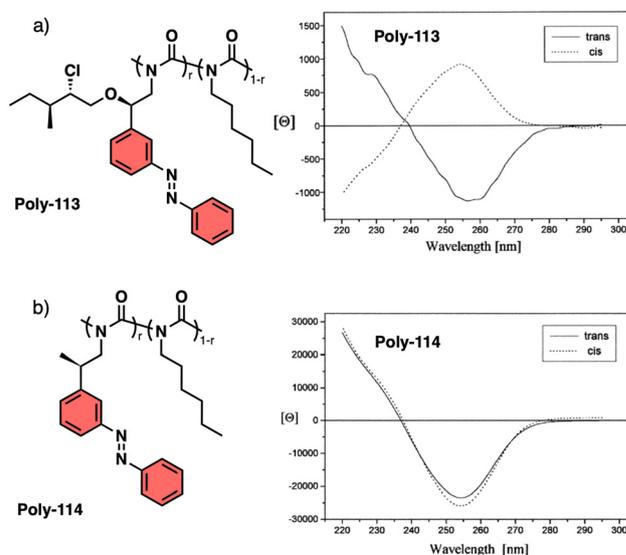 a)
Cl
O
N
O
r
N
O
1-r
N
N
Poly-113
Poly-113
trans
cis
[Θ]
1500
1000
500
0
-500
-1000
220 230 240 250 260 270 280 290 300
Wavelength [nm]
b)
N
O
r
N
O
1-r
N
N
Poly-114
Poly-114
trans
cis
[Θ]
30000
20000
10000
0
-10000
-20000
-30000
220 230 240 250 260 270 280 290 300
Wavelength [nm]